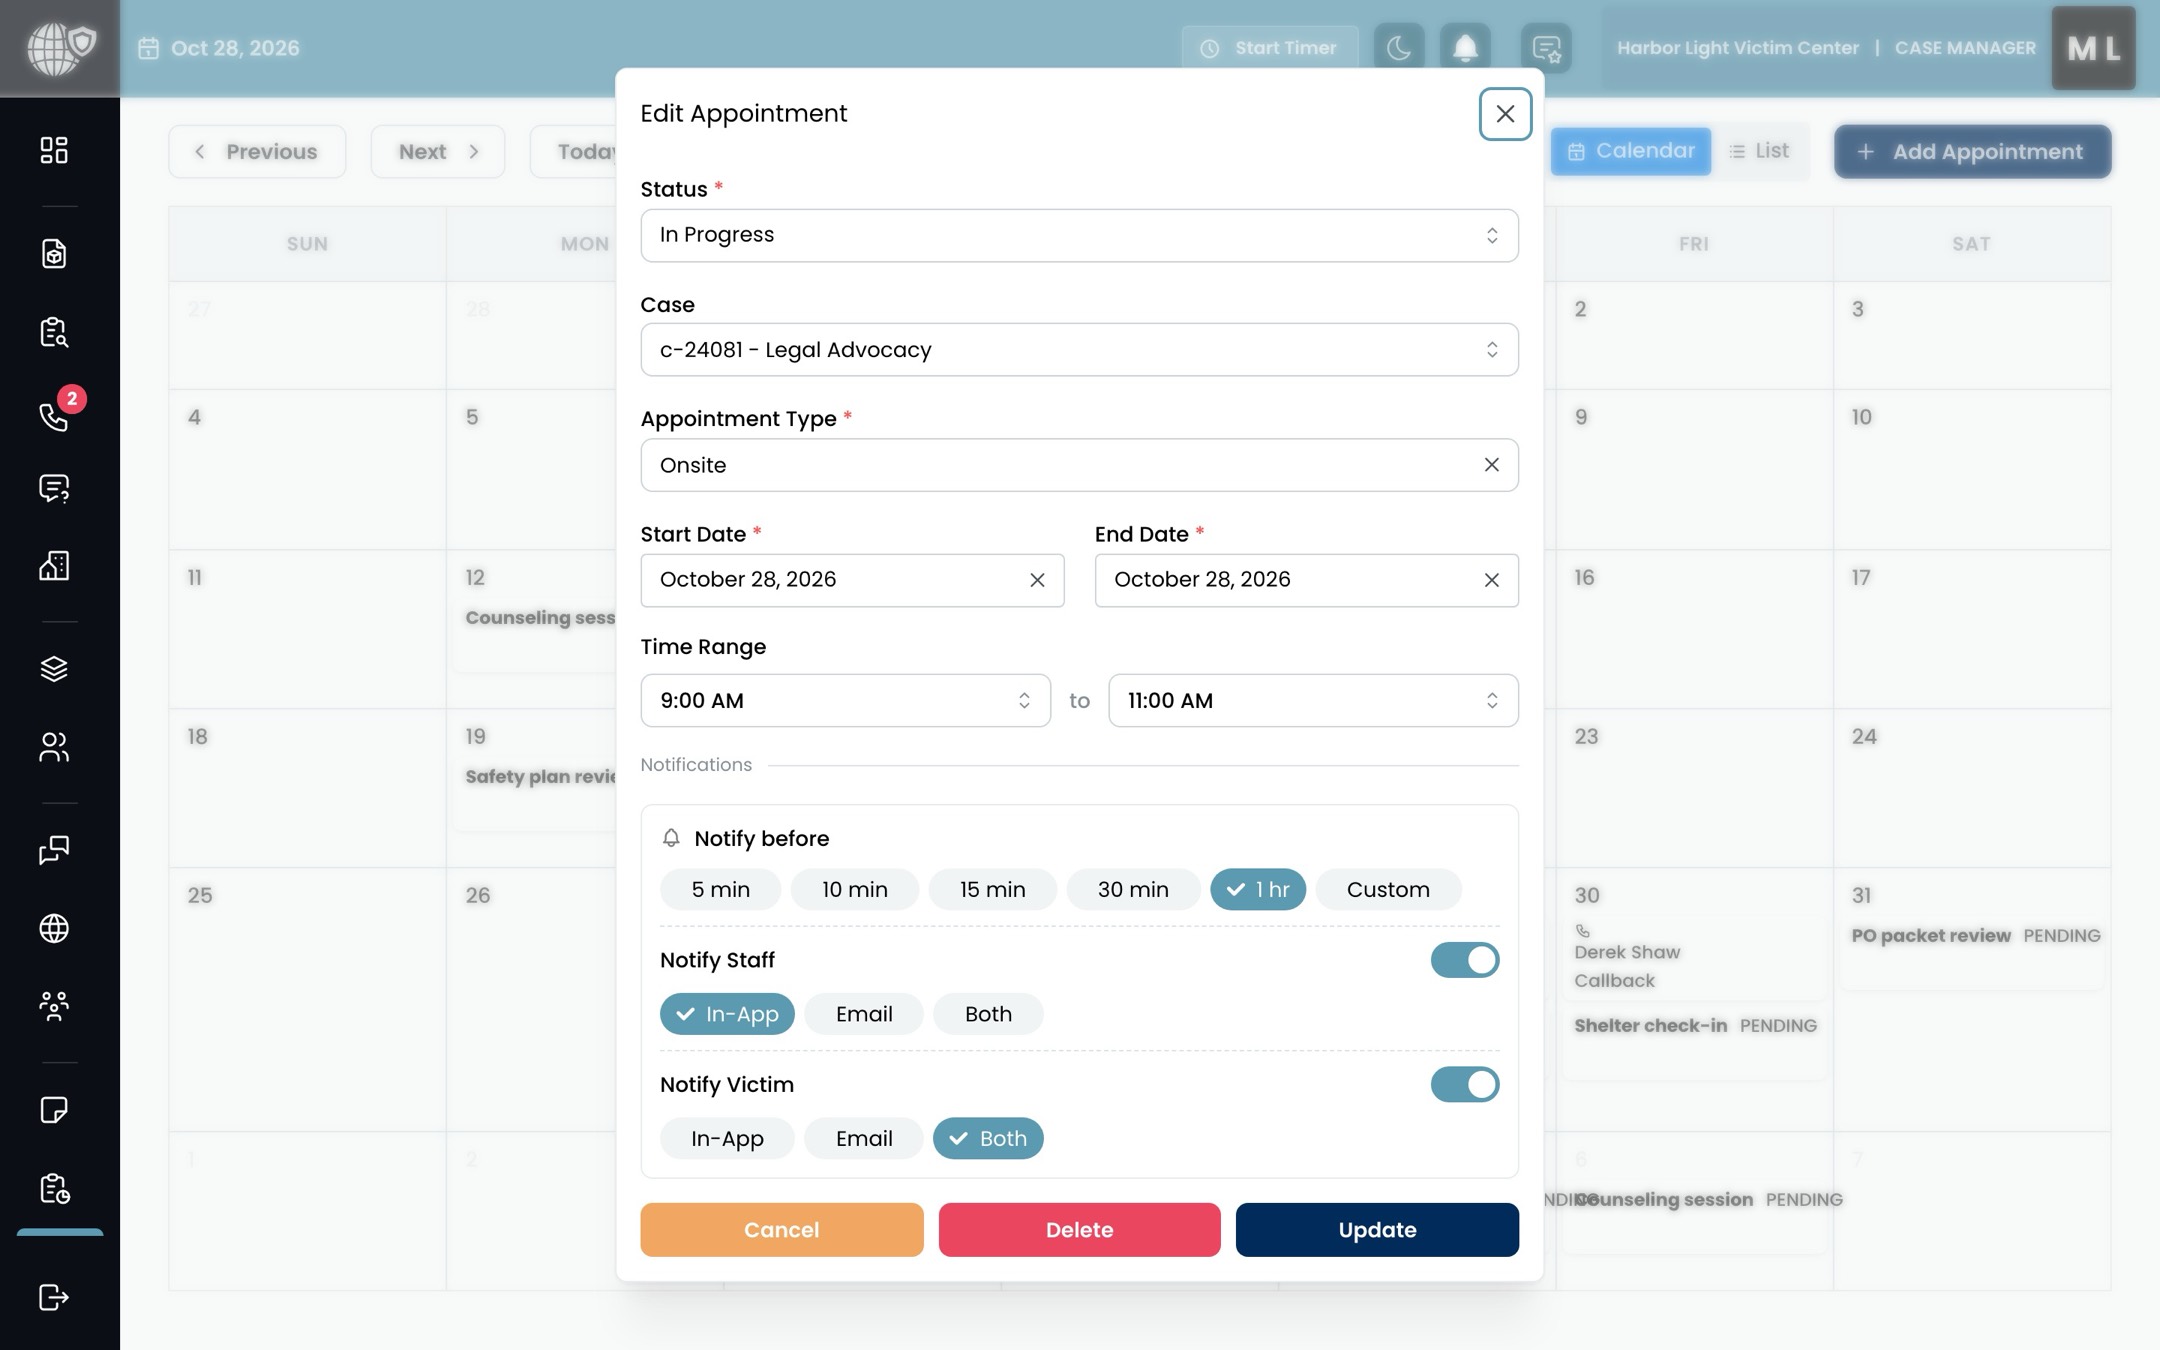 Oct 28, 2026
Start Timer
Harbor Light Victim Center | CASE MANAGER
M L
Previous
Next
Today
Calendar
List
+ Add Appointment
Edit Appointment
Status *
In Progress
Case
c-24081 - Legal Advocacy
Appointment Type *
Onsite
Start Date *
End Date *
October 28, 2026
October 28, 2026
Time Range
9:00 AM to 11:00 AM
Notifications
Notify before
5 min 10 min 15 min 30 min 1 hr Custom
Notify Staff
In-App Email Both
Notify Victim
In-App Email Both
Cancel Delete Update
2
SUN MON FRI SAT
27 28 2 3
4 5 9 10
11 12 16 17
Counseling sess
18 19 23 24
Safety plan revie
25 26 30 31
Derek Shaw
Callback
PO packet review PENDING
Shelter check-in PENDING
1 2 6 7
Counseling session PENDING